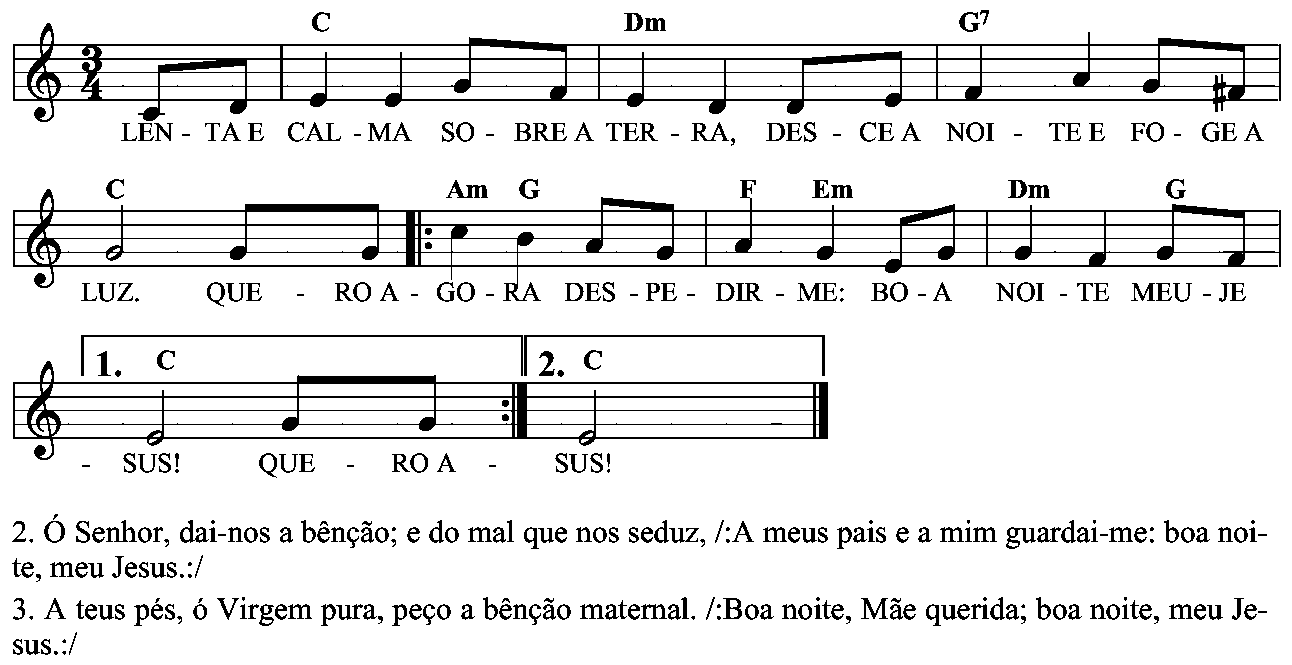 C Dm G7
3 4
LEN - TA E CAL - MA SO - BRE A TER - RA, DES - CE A NOI - TE E FO - GE A
C Am G F Em Dm G
LUZ. QUE - RO A - GO - RA DES - PE - DIR - ME: BO - A NOI - TE MEU - JE
1. C 2. C
- SUS! QUE - RO A - SUS!
2. Ó Senhor, dai-nos a bênção; e do mal que nos seduz, /:A meus pais e a mim guardai-me: boa noi-
te, meu Jesus.:/
3. A teus pés, ó Virgem pura, peço a bênção maternal. /:Boa noite, Mãe querida; boa noite, meu Je-
sus.:/